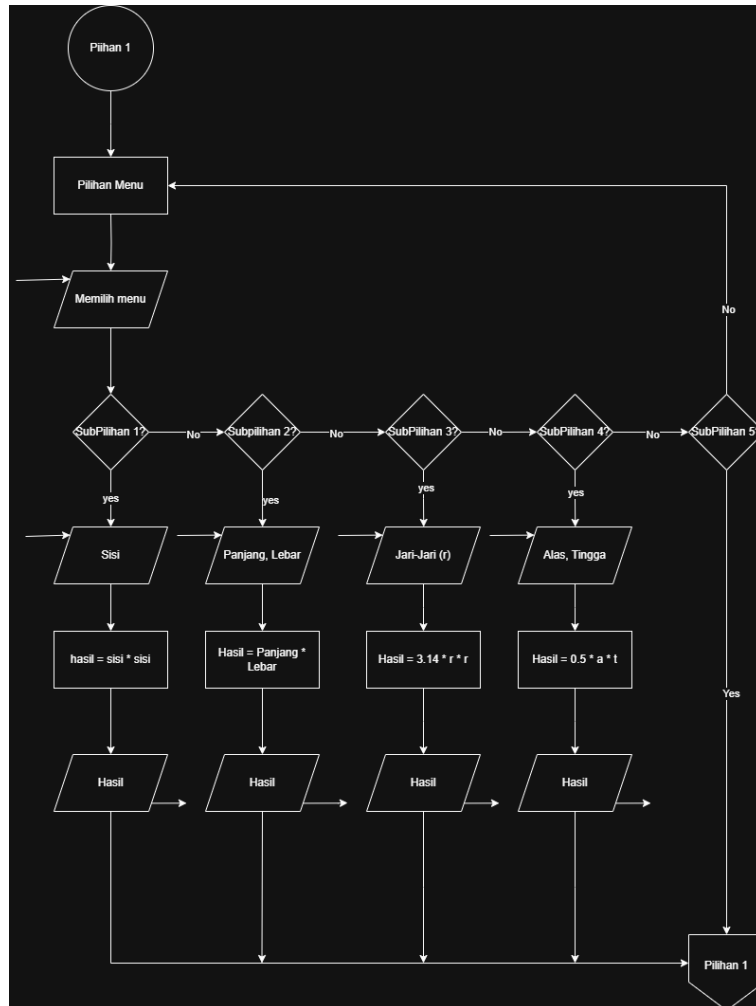 Piihan 1
Pilihan Menu
Memilih menu
No
SubPilihan 1?
No
Subpilihan 2?
No
SubPilihan 3?
No
SubPilihan 4?
No
SubPilihan 5?
yes
yes
yes
yes
Sisi
Panjang, Lebar
Jari-Jari (r)
Alas, Tingga
hasil = sisi * sisi
Hasil = Panjang *
Lebar
Hasil = 3.14 * r * r
Hasil = 0.5 * a * t
Yes
Hasil
Hasil
Hasil
Hasil
Pilihan 1